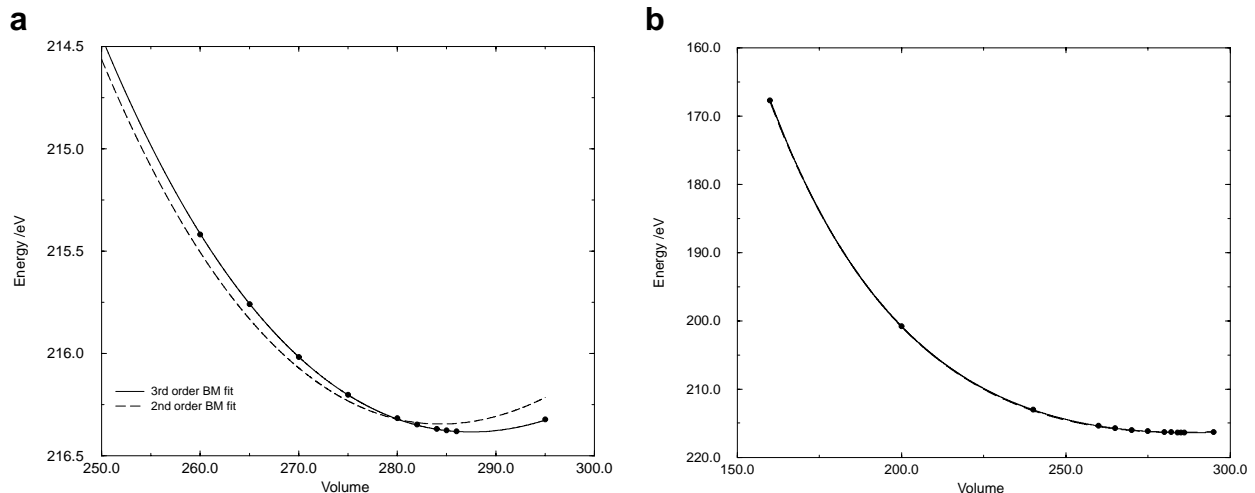 a
214.5
215.0
215.5
216.0
216.5
Energy /eV
3rd order BM fit
2nd order BM fit
250.0 260.0 270.0 280.0 290.0 300.0
Volume
b
160.0
170.0
180.0
190.0
200.0
210.0
220.0
Energy /eV
150.0 200.0 250.0 300.0
Volume